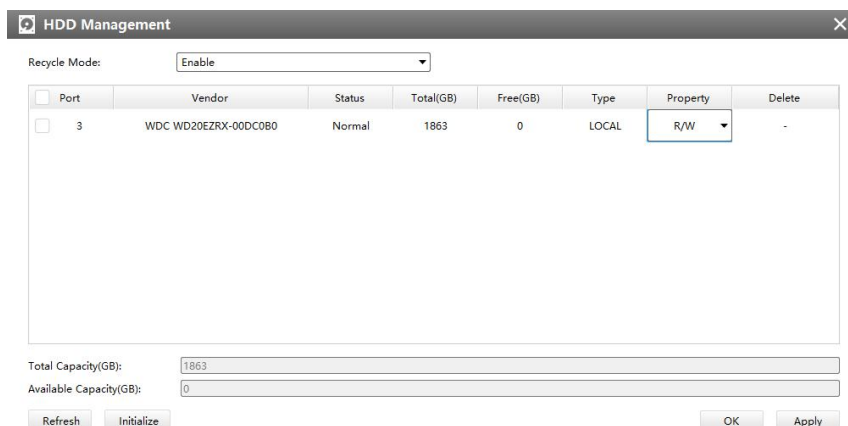 HDD Management
Recycle Mode: Enable
Port Vendor Status Total(GB) Free(GB) Type Property Delete
3 WDC WD20EZRX-00DC0B0 Normal 1863 0 LOCAL R/W -
Total Capacity(GB): 1863
Available Capacity(GB): 0
Refresh Initialize OK Apply